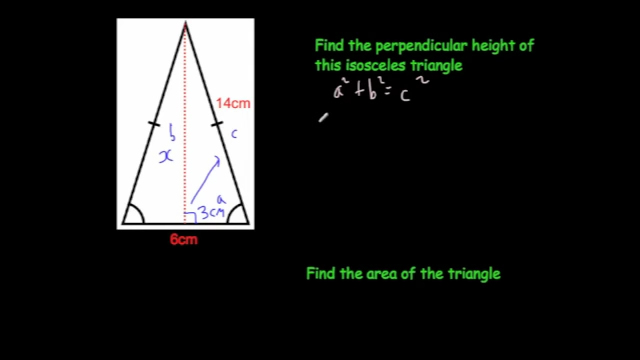 Find the perpendicular height of
this isosceles triangle
a² + b² = c²
14cm
b
c
x
a
3cm
6cm
Find the area of the triangle